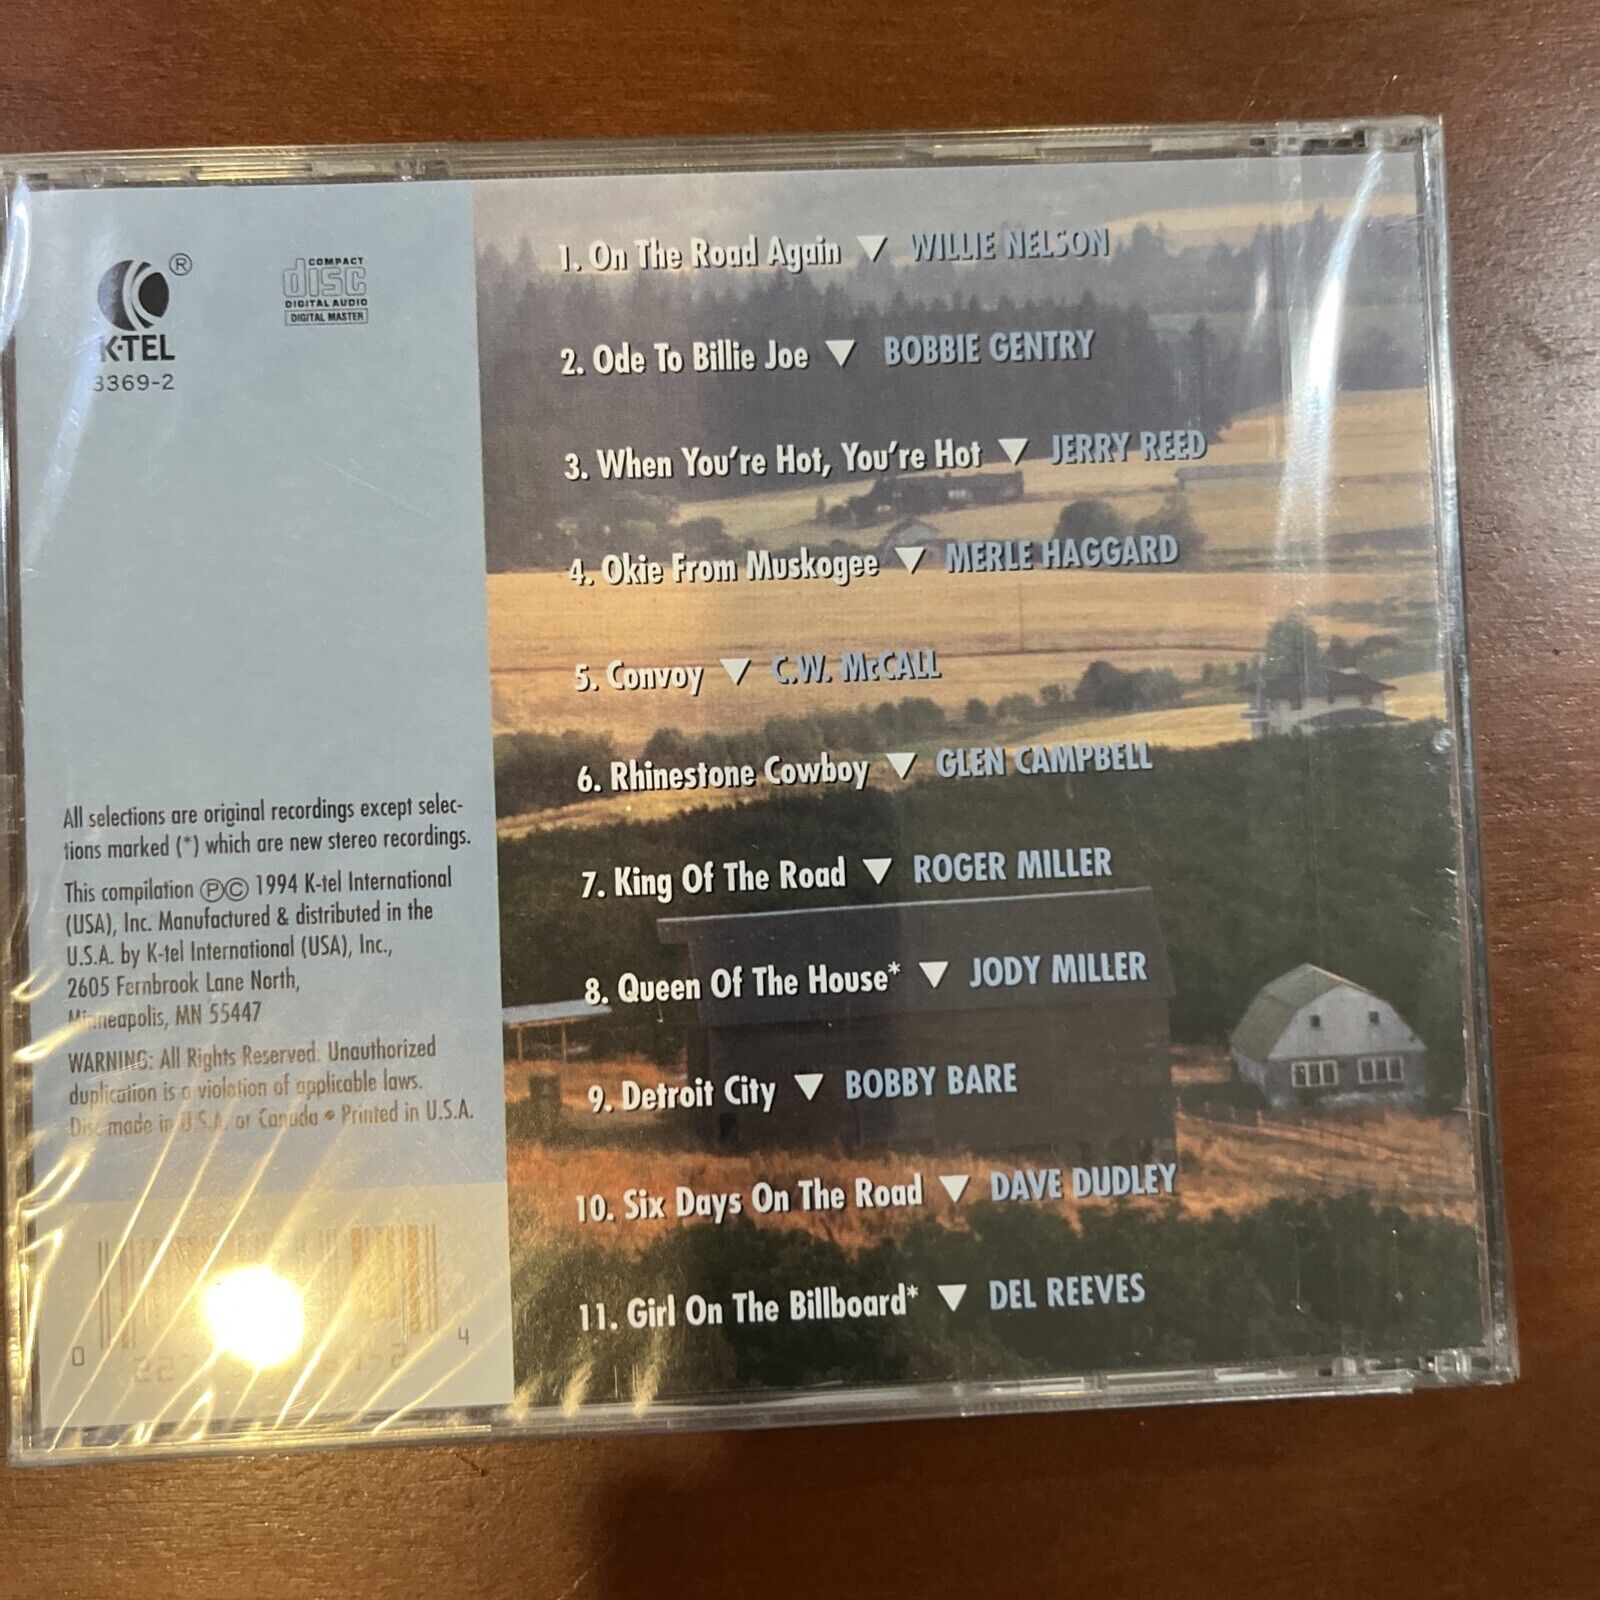 K-TEL®
3369-2
COMPACT
disc
DIGITAL AUDIO
DIGITAL MASTER
1. On The Road Again ▼ WILLIE NELSON
2. Ode To Billie Joe ▼ BOBBIE GENTRY
3. When You're Hot, You're Hot ▼ JERRY REED
4. Okie From Muskogee ▼ MERLE HAGGARD
5. Convoy ▼ C.W. McCALL
6. Rhinestone Cowboy ▼ GLEN CAMPBELL
7. King Of The Road ▼ ROGER MILLER
8. Queen Of The House* ▼ JODY MILLER
9. Detroit City ▼ BOBBY BARE
10. Six Days On The Road ▼ DAVE DUDLEY
11. Girl On The Billboard* ▼ DEL REEVES
All selections are original recordings except selec-
tions marked (*) which are new stereo recordings.
This compilation ℗© 1994 K-tel International
(USA), Inc. Manufactured & distributed in the
U.S.A. by K-tel International (USA), Inc.,
2605 Fernbrook Lane North,
Minneapolis, MN 55447
WARNING: All Rights Reserved. Unauthorized
duplication is a violation of applicable laws.
Disc made in U.S.A. or Canada • Printed in U.S.A.
0 4